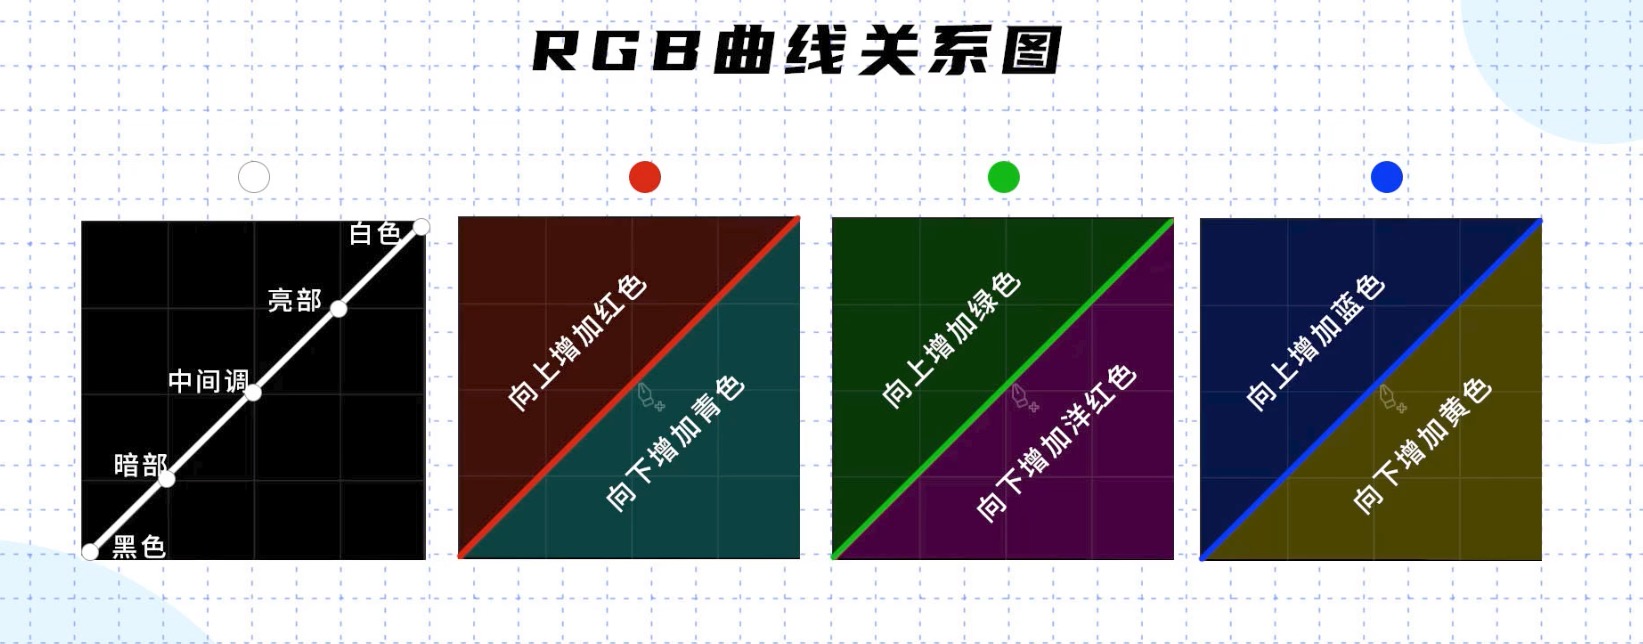 RGB曲线关系图
白色
亮部
中间调
暗部
黑色
向上增加红色
向下增加青色
向上增加绿色
向下增加洋红色
向上增加蓝色
向下增加黄色